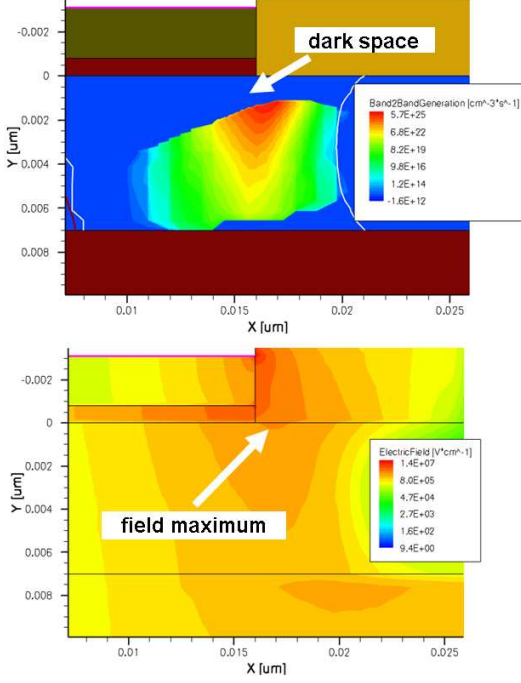 dark space
-0.002
0
0.002
0.004
0.006
0.008
Y [um]
Band2BandGeneration [cm^-3*s^-1]
5.7E+25
6.8E+22
8.2E+19
9.8E+16
1.2E+14
-1.6E+12
0.01
0.015
0.02
0.025
X [um]
-0.002
0
0.002
0.004
0.006
0.008
Y [um]
ElectricField [V*cm^-1]
1.4E+07
8.0E+05
4.7E+04
2.7E+03
1.6E+02
9.4E+00
field maximum
0.01
0.015
0.02
0.025
X [um]